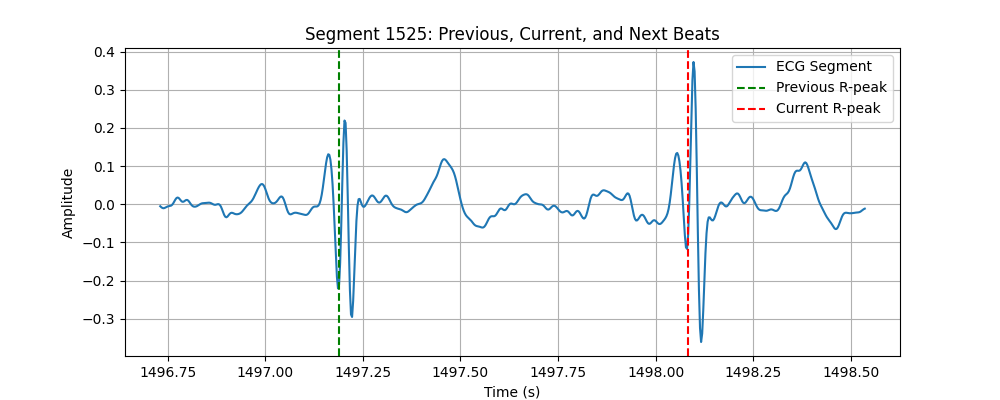 Segment 1525: Previous, Current, and Next Beats
ECG Segment
Previous R-peak
Current R-peak
Amplitude
0.4
0.3
0.2
0.1
0.0
−0.1
−0.2
−0.3
1496.75 1497.00 1497.25 1497.50 1497.75 1498.00 1498.25 1498.50
Time (s)